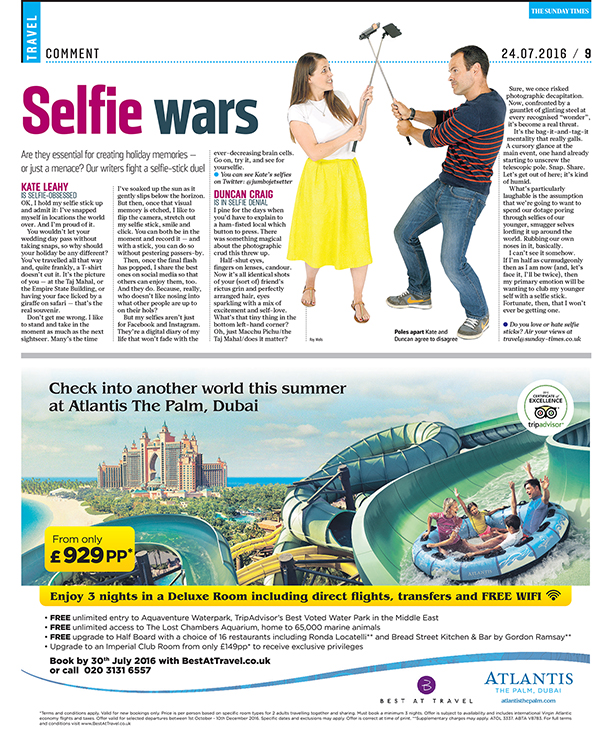 THE SUNDAY TIMES
TRAVEL
COMMENT
24.07.2016 / 9
Selfie wars
Are they essential for creating holiday memories —
or just a menace? Our writers fight a selfie-stick duel
KATE LEAHY
IS SELFIE-OBSESSED
OK, I hold my selfie stick up
and admit it: I've snapped
myself in locations the world
over. And I'm proud of it.
You wouldn't let your
wedding day pass without
taking snaps, so why should
your holiday be any different?
You've travelled all that way
and, quite frankly, a T-shirt
doesn't cut it. It's the picture
of you — at the Taj Mahal, or
the Empire State Building, or
having your face licked by a
giraffe on safari — that's the
real souvenir.
Don't get me wrong. I like
to stand and take in the
moment as much as the next
sightseer. Many's the time
I've soaked up the sun as it
gently slips below the horizon.
But then, once that visual
memory is etched, I like to
flip the camera, stretch out
my selfie stick, smile and
click. You can both be in the
moment and record it — and
with a stick, you can do so
without pestering passers-by.
Then, once the final flash
has popped, I share the best
ones on social media so that
others can enjoy them, too.
And they do. Because, really,
who doesn't like nosing into
what other people are up to
on their hols?
But my selfies aren't just
for Facebook and Instagram.
They're a digital diary of my
life that won't fade with the
ever-decreasing brain cells.
Go on, try it, and see for
yourselfie.
● You can see Kate's selfies
on Twitter: @jumbojetsetter
DUNCAN CRAIG
IS IN SELFIE DENIAL
I pine for the days when
you'd have to explain to
a ham-fisted local which
button to press. There
was something magical
about the photographic
crud this threw up.
Half-shut eyes,
fingers on lenses, candour.
Now it's all identikit shots
of your (sort of) friend's
rictus grin and perfectly
arranged hair, eyes
sparkling with a mix of
excitement and self-love.
What's that tiny thing in the
bottom left-hand corner?
Oh, just Macchu Pichu/the
Taj Mahal/does it matter?
Roy Wells
Poles apart Kate and
Duncan agree to disagree
Sure, we once risked
photographic decapitation.
Now, confronted by a
gauntlet of glinting steel at
every recognised "wonder",
it's become a real threat.
It's the bag-it-and-tag-it
mentality that really galls.
A cursory glance at the
main event, one hand already
starting to unscrew the
telescopic pole. Snap. Share.
Let's get out of here; it's kind
of humid.
What's particularly
laughable is the assumption
that we're going to want to
spend our dotage poring
through selfies of our
younger, smugger selves
lording it up around the
world. Rubbing our own
noses in it, basically.
I can't see it somehow.
If I'm half as curmudgeonly
then as I am now (and, let's
face it, I'll be twice), then
my primary emotion will be
wanting to club my younger
self with a selfie stick.
Fortunate, then, that I won't
ever be getting one.
● Do you love or hate selfie
sticks? Air your views at
travel@sunday-times.co.uk
Check into another world this summer
at Atlantis The Palm, Dubai
CERTIFICATE of
EXCELLENCE
tripadvisor
From only
£929PP*
Enjoy 3 nights in a Deluxe Room including direct flights, transfers and FREE WIFI
• FREE unlimited entry to Aquaventure Waterpark, TripAdvisor's Best Voted Water Park in the Middle East
• FREE unlimited access to The Lost Chambers Aquarium, home to 65,000 marine animals
• FREE upgrade to Half Board with a choice of 16 restaurants including Ronda Locatelli** and Bread Street Kitchen & Bar by Gordon Ramsay**
• Upgrade to an Imperial Club Room from only £149pp* to receive exclusive privileges
Book by 30th July 2016 with BestAtTravel.co.uk
or call 020 3131 6557
BEST AT TRAVEL
ATLANTIS
THE PALM, DUBAI
atlantisthepalm.com
*Terms and conditions apply. Valid for new bookings only. Price is per person based on specific room types for 2 adults travelling together and sharing. Must book a minimum 3 nights. Offer is subject to availability and includes international Virgin Atlantic
economy flights and taxes. Offer valid for selected departures between 1st October - 10th December 2016. Specific dates and exclusions may apply. Offer is correct at time of print. **Supplementary charges may apply. ATOL 3337. ABTA V8783. For full terms
and conditions visit www.BestAtTravel.co.uk